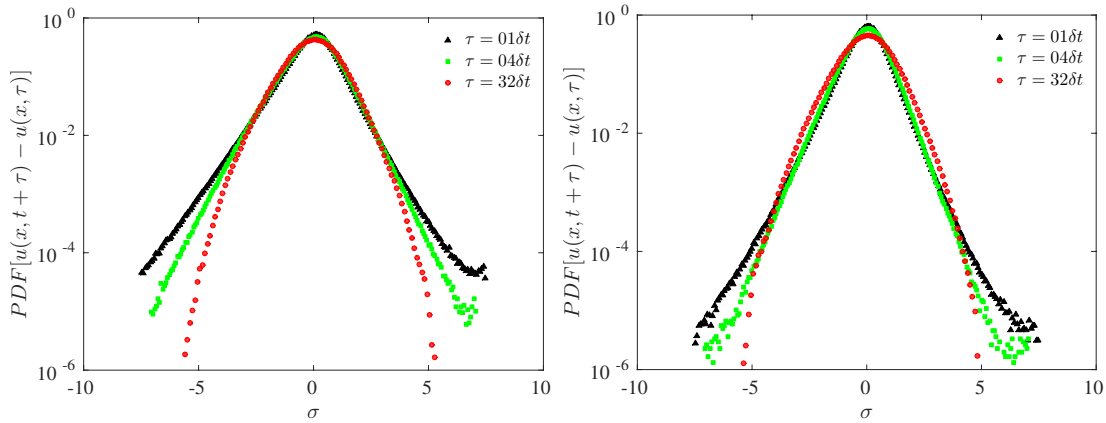 10^0
10^-2
10^-4
10^-6
-10
-5
0
5
10
σ
PDF[u(x, t + τ) − u(x, τ)]
τ = 01δt
τ = 04δt
τ = 32δt
10^0
10^-2
10^-4
10^-6
-10
-5
0
5
10
σ
PDF[u(x, t + τ) − u(x, τ)]
τ = 01δt
τ = 04δt
τ = 32δt